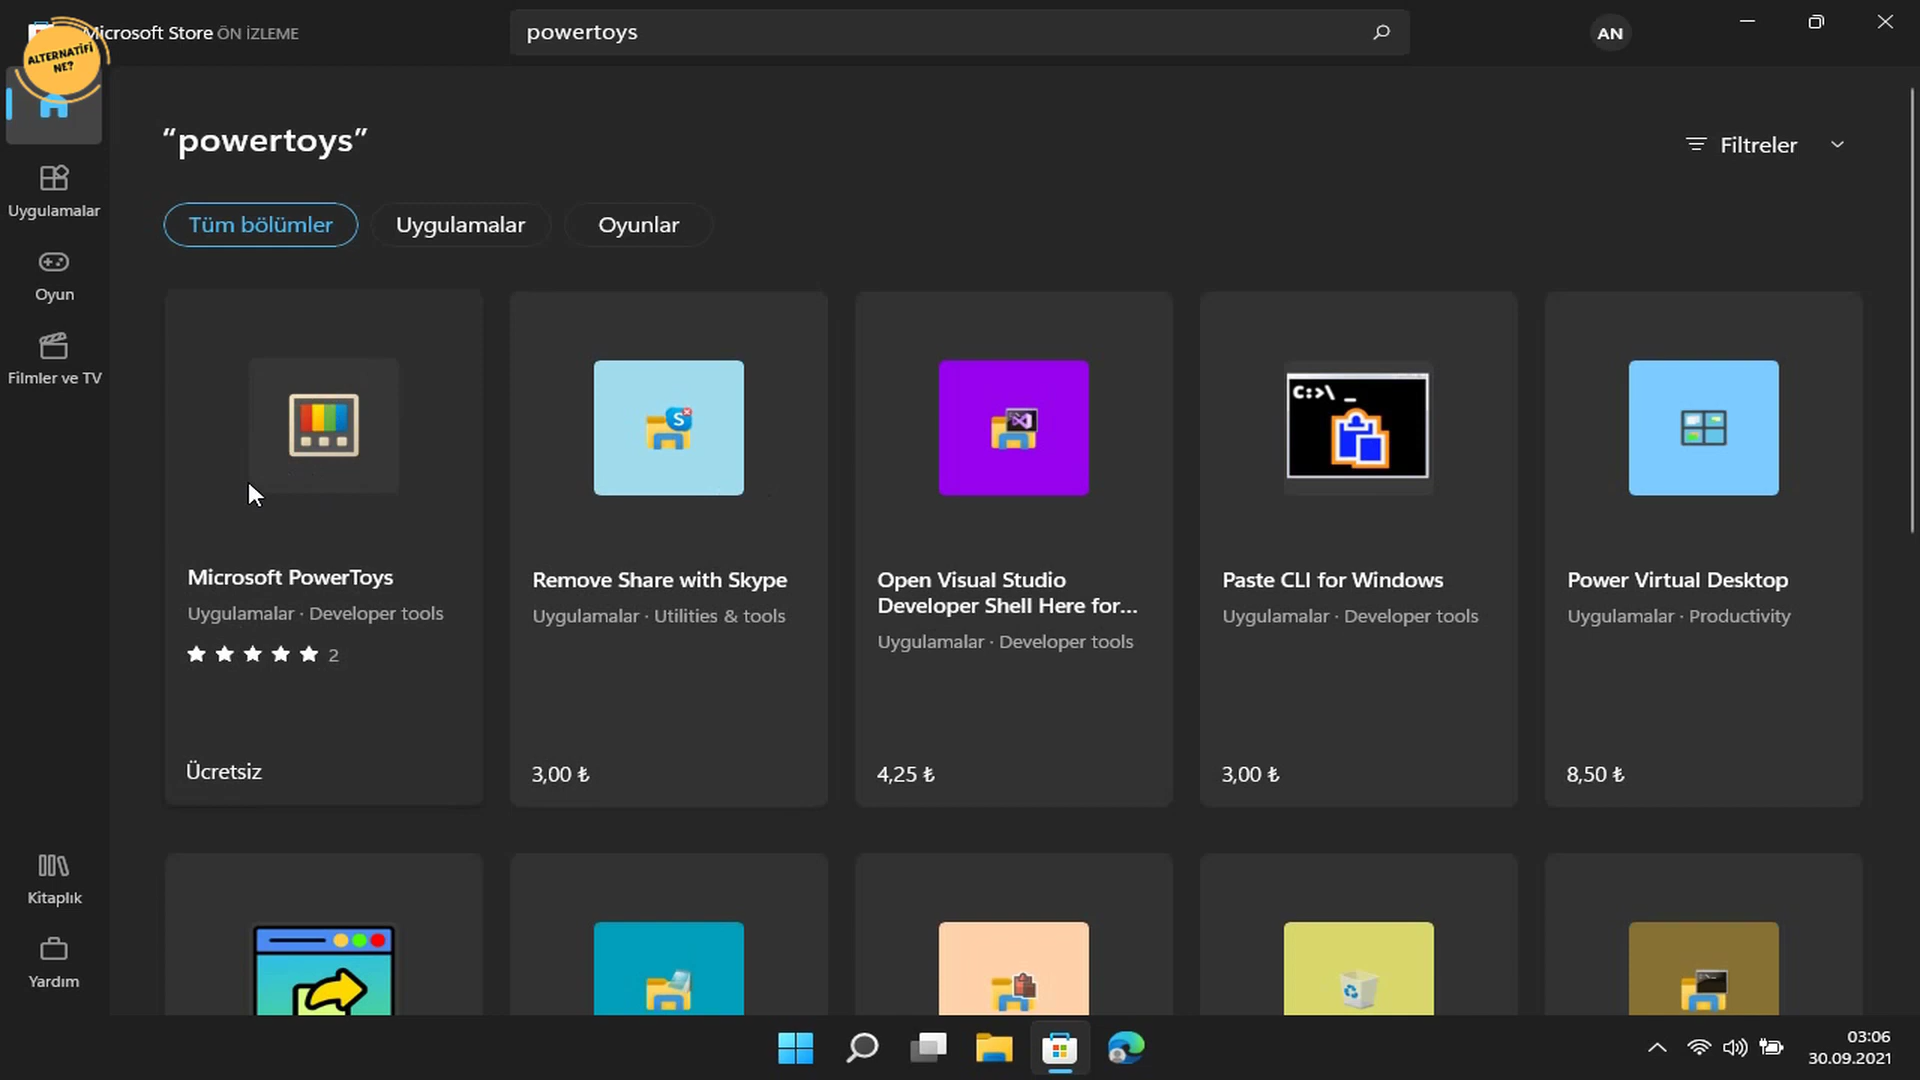 Microsoft Store ÖN İZLEME
powertoys
AN
ALTERNATİFİ
NE?
"powertoys"
Filtreler
Uygulamalar
Tüm bölümler
Uygulamalar
Oyunlar
Oyun
Filmler ve TV
C:>\ _
Microsoft PowerToys
Uygulamalar · Developer tools
2
Ücretsiz
Remove Share with Skype
Uygulamalar · Utilities & tools
3,00 ₺
Open Visual Studio
Developer Shell Here for...
Uygulamalar · Developer tools
4,25 ₺
Paste CLI for Windows
Uygulamalar · Developer tools
3,00 ₺
Power Virtual Desktop
Uygulamalar · Productivity
8,50 ₺
Kitaplık
Yardım
03:06
30.09.2021